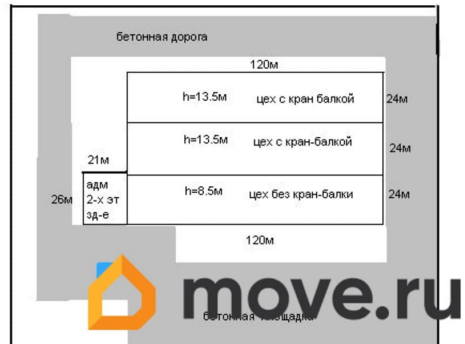 бетонная дорога
120м
h=13.5м цех с кран балкой 24м
h=13.5м цех с кран-балкой 24м
21м
26м
адм
2-х эт
зд-е
h=8.5м цех без кран-балки 24м
120м
move.ru
бетонная площадка